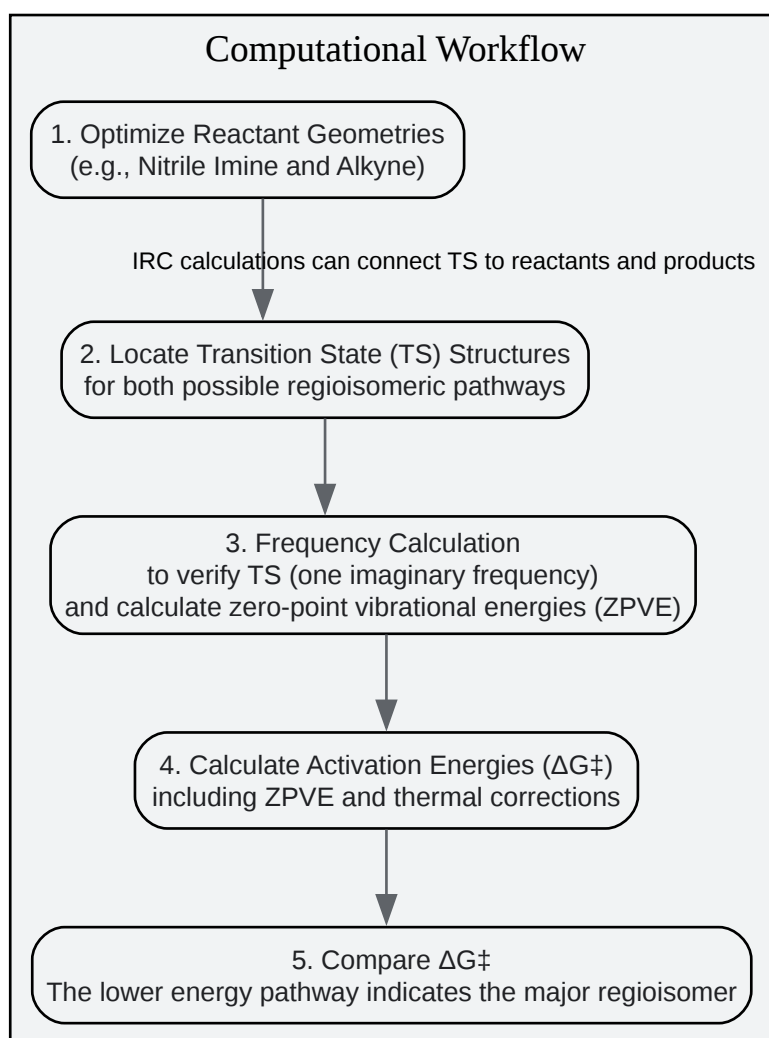 Computational Workflow
1. Optimize Reactant Geometries
(e.g., Nitrile Imine and Alkyne)
IRC calculations can connect TS to reactants and products
2. Locate Transition State (TS) Structures
for both possible regioisomeric pathways
3. Frequency Calculation
to verify TS (one imaginary frequency)
and calculate zero-point vibrational energies (ZPVE)
4. Calculate Activation Energies (ΔG‡)
including ZPVE and thermal corrections
5. Compare ΔG‡
The lower energy pathway indicates the major regioisomer